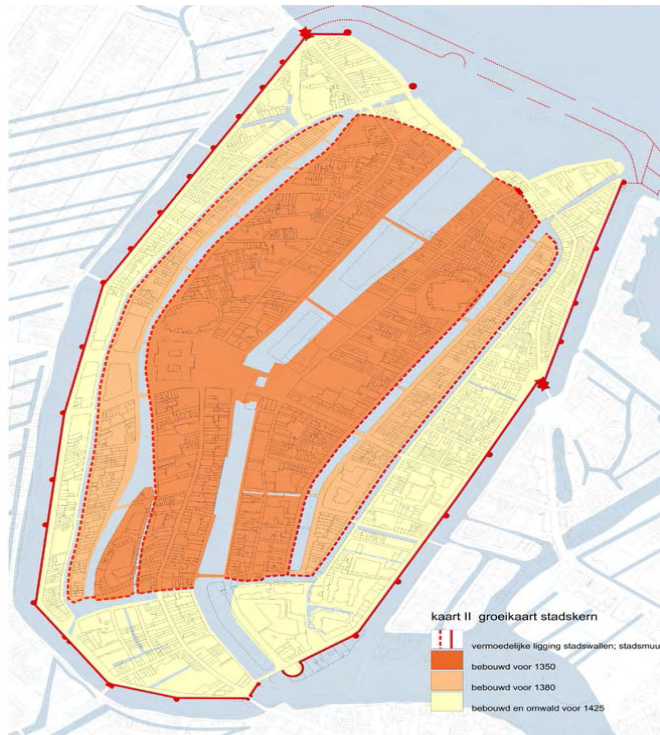 kaart II groeikaart stadskern
vermoedelijke ligging stadswallen; stadsmuu
bebouwd voor 1350
bebouwd voor 1380
bebouwd en omwald voor 1425